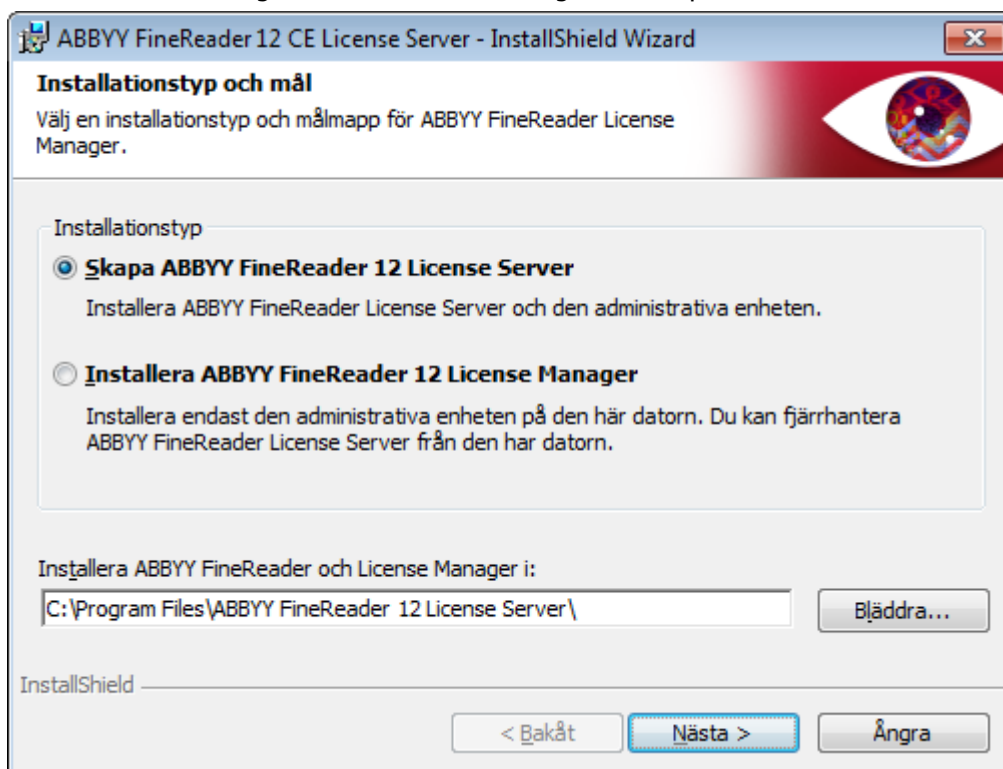 ABBYY FineReader 12 CE License Server - InstallShield Wizard
Installationstyp och mål
Välj en installationstyp och målmapp för ABBYY FineReader License
Manager.
Installationstyp
Skapa ABBYY FineReader 12 License Server
Installera ABBYY FineReader License Server och den administrativa enheten.
Installera ABBYY FineReader 12 License Manager
Installera endast den administrativa enheten på den här datorn. Du kan fjärrhantera
ABBYY FineReader License Server från den har datorn.
Installera ABBYY FineReader och License Manager i:
C:\Program Files\ABBYY FineReader 12 License Server\
Bläddra...
InstallShield
< Bakåt
Nästa >
Ångra